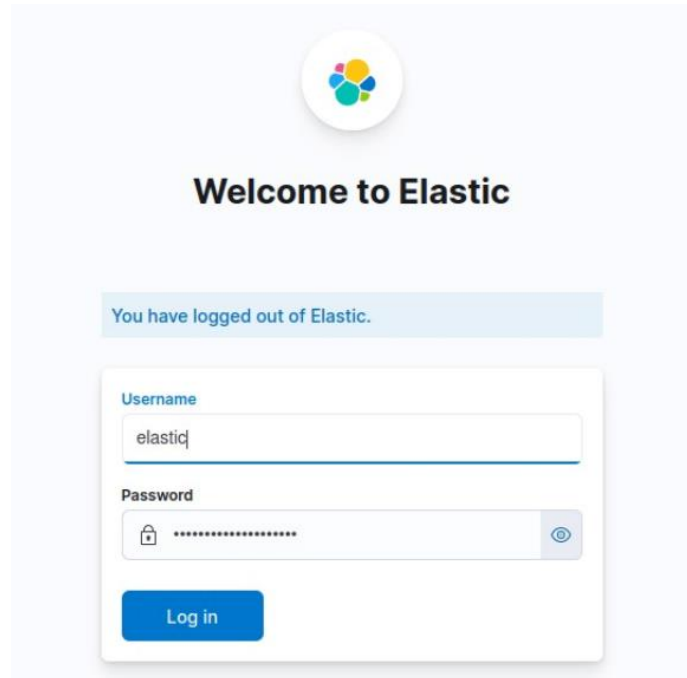 Welcome to Elastic
You have logged out of Elastic.
Username
elastic
Password
••••••••••••••••••••
Log in